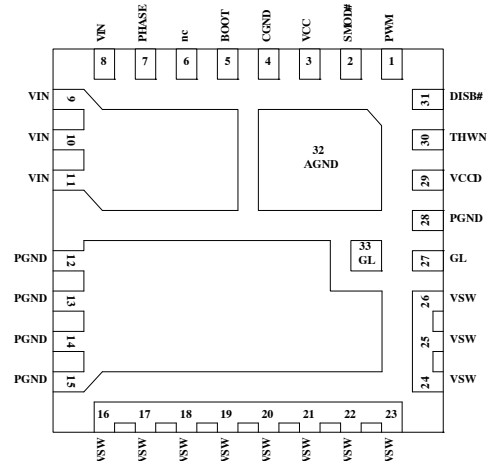 VIN PHASE nc BOOT CGND VCC SMOD# PWM
8 7 6 5 4 3 2 1
VIN 9
VIN 10
VIN 11
32
AGND
31 DISB#
30 THWN
29 VCCD
28 PGND
33
GL
27 GL
PGND 12
PGND 13
PGND 14
PGND 15
26 VSW
25 VSW
24 VSW
16 17 18 19 20 21 22 23
VSW VSW VSW VSW VSW VSW VSW VSW